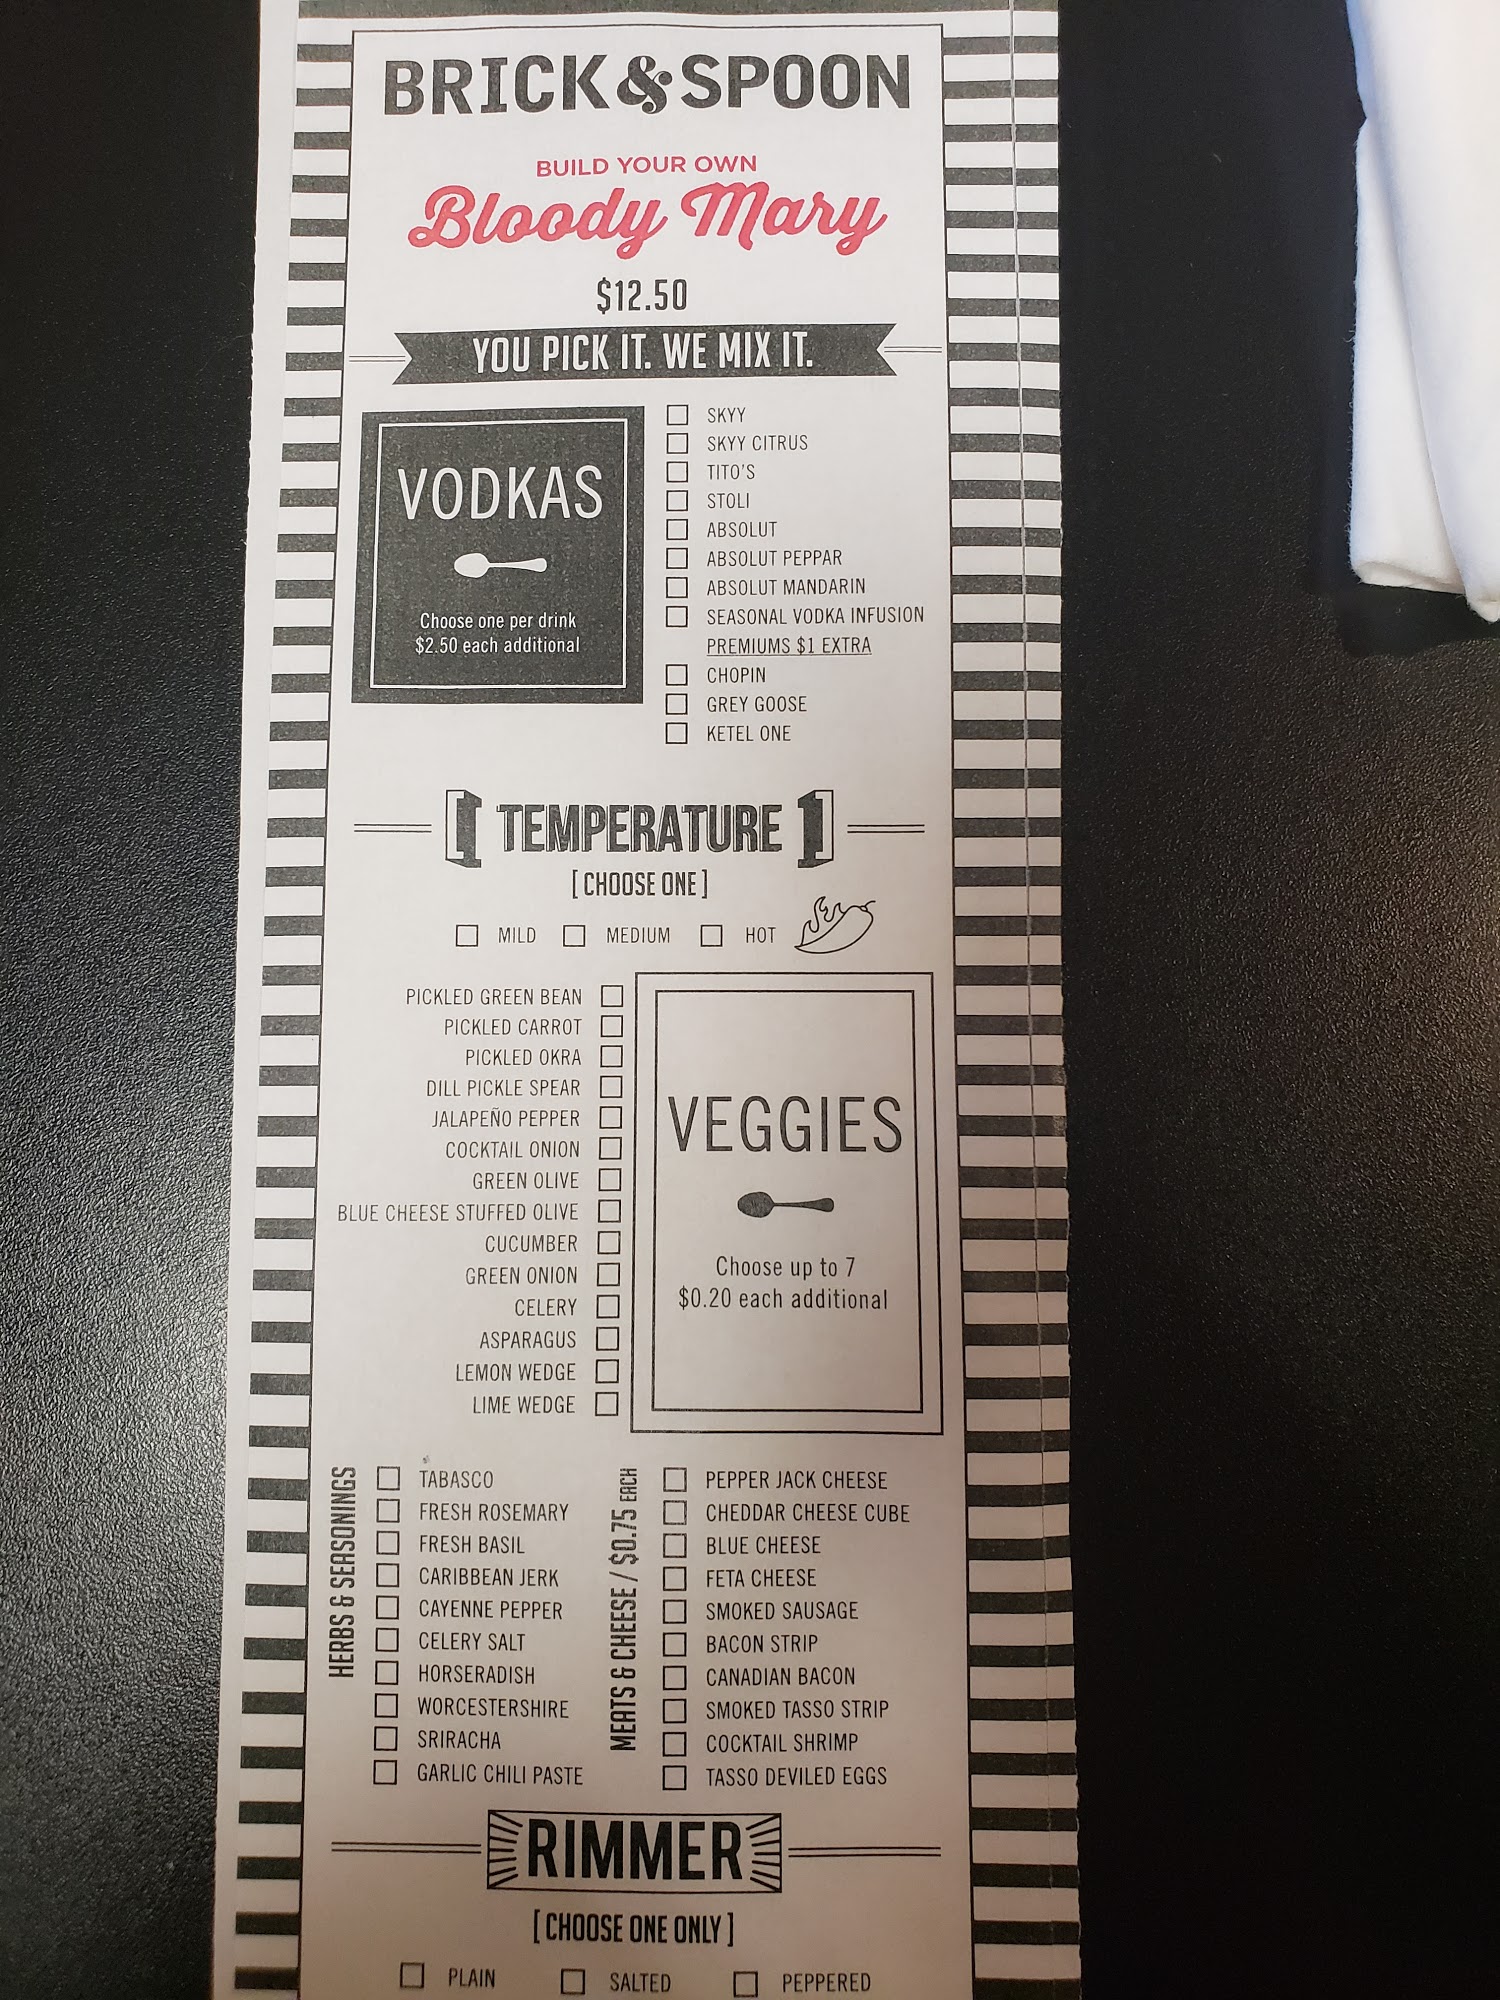 BRICK&SPOON
BUILD YOUR OWN
Bloody Mary
$12.50
YOU PICK IT. WE MIX IT.
VODKAS
Choose one per drink
$2.50 each additional
SKYY
SKYY CITRUS
TITO'S
STOLI
ABSOLUT
ABSOLUT PEPPAR
ABSOLUT MANDARIN
SEASONAL VODKA INFUSION
PREMIUMS $1 EXTRA
CHOPIN
GREY GOOSE
KETEL ONE
[ TEMPERATURE ]
[ CHOOSE ONE ]
MILD MEDIUM HOT
PICKLED GREEN BEAN
PICKLED CARROT
PICKLED OKRA
DILL PICKLE SPEAR
JALAPEÑO PEPPER
COCKTAIL ONION
GREEN OLIVE
BLUE CHEESE STUFFED OLIVE
CUCUMBER
GREEN ONION
CELERY
ASPARAGUS
LEMON WEDGE
LIME WEDGE
VEGGIES
Choose up to 7
$0.20 each additional
HERBS & SEASONINGS
TABASCO
FRESH ROSEMARY
FRESH BASIL
CARIBBEAN JERK
CAYENNE PEPPER
CELERY SALT
HORSERADISH
WORCESTERSHIRE
SRIRACHA
GARLIC CHILI PASTE
MEATS & CHEESE / $0.75 EACH
PEPPER JACK CHEESE
CHEDDAR CHEESE CUBE
BLUE CHEESE
FETA CHEESE
SMOKED SAUSAGE
BACON STRIP
CANADIAN BACON
SMOKED TASSO STRIP
COCKTAIL SHRIMP
TASSO DEVILED EGGS
RIMMER
[ CHOOSE ONE ONLY ]
PLAIN SALTED PEPPERED